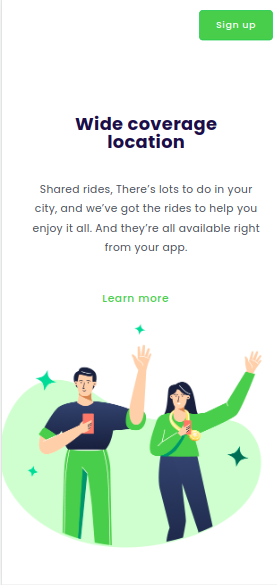 Sign up
Wide coverage
location
Shared rides, There’s lots to do in your
city, and we’ve got the rides to help you
enjoy it all. And they’re all available right
from your app.
Learn more